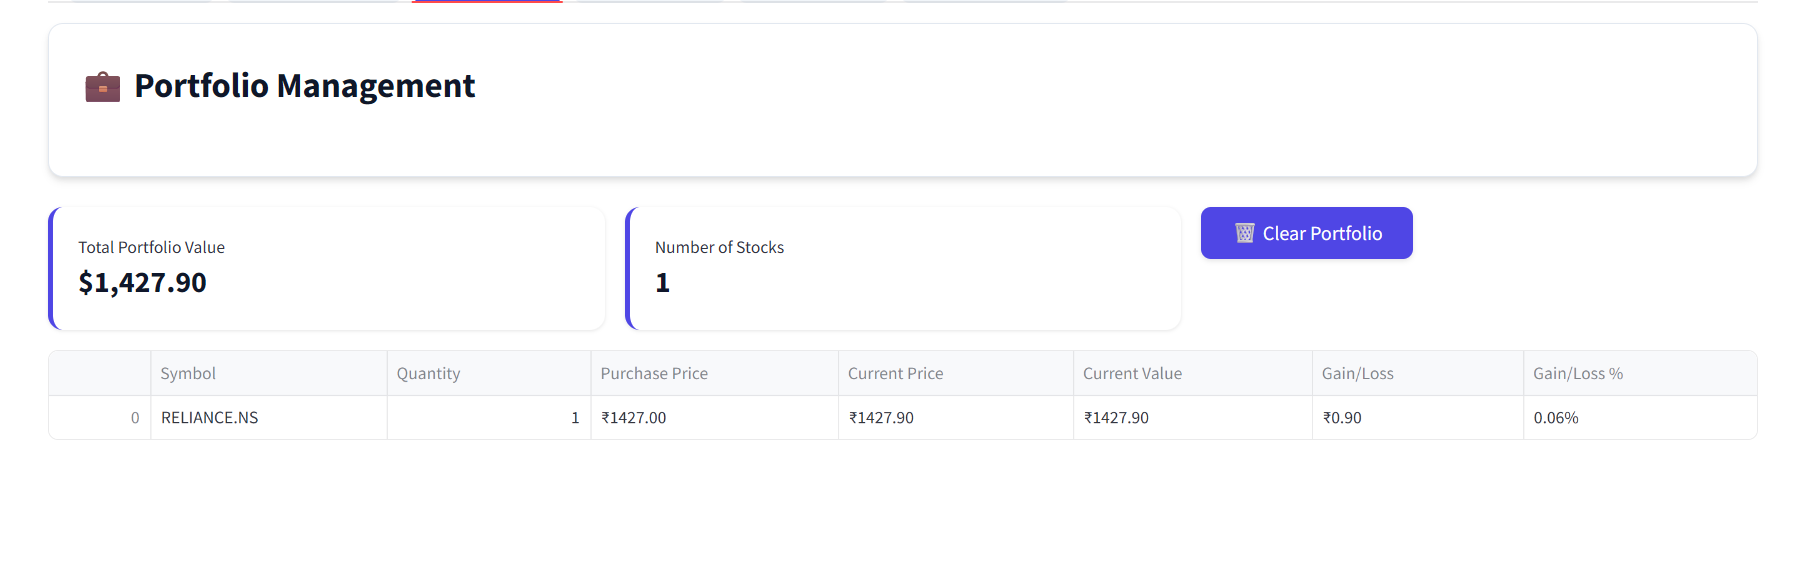 💼 Portfolio Management
Total Portfolio Value
$1,427.90
Number of Stocks
1
🗑️ Clear Portfolio
Symbol Quantity Purchase Price Current Price Current Value Gain/Loss Gain/Loss %
0 RELIANCE.NS 1 ₹1427.00 ₹1427.90 ₹1427.90 ₹0.90 0.06%